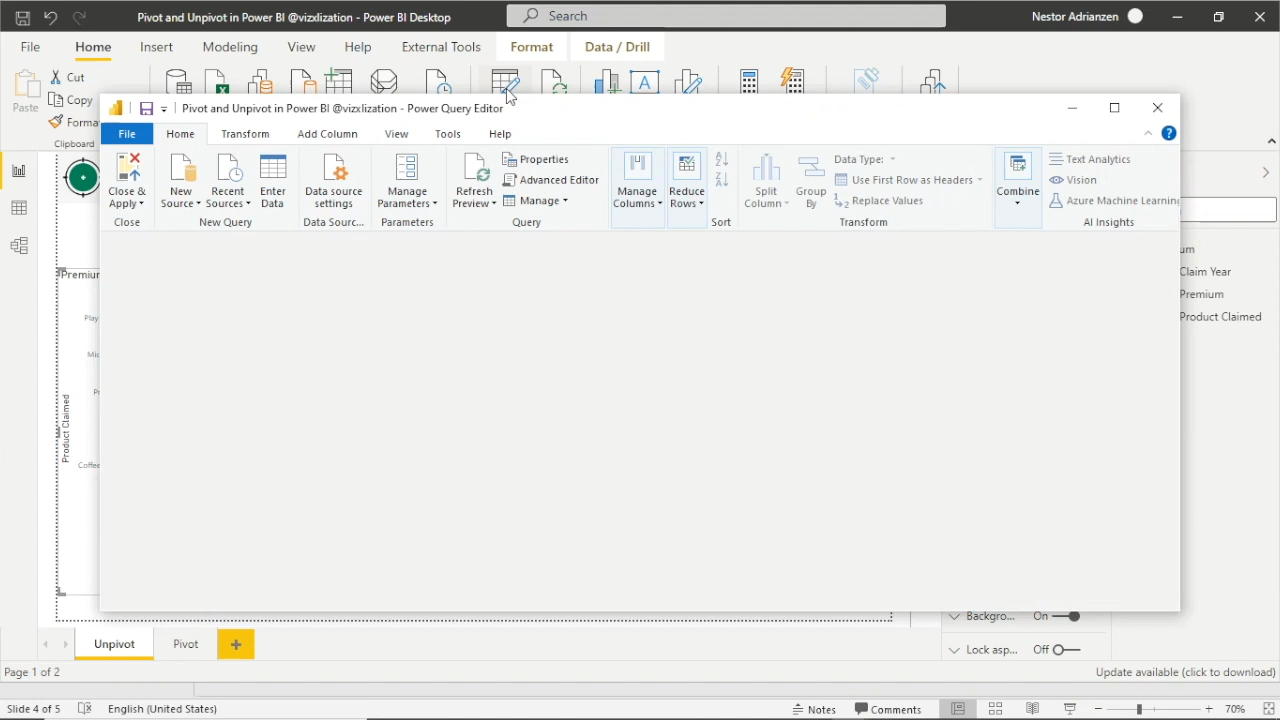 Pivot and Unpivot in Power BI @vizxlization - Power BI Desktop
Search
Nestor Adrianzen
File Home Insert Modeling View Help External Tools Format Data / Drill
Paste
Cut
Copy
Clipboard
Pivot and Unpivot in Power BI @vizxlization - Power Query Editor
File Home Transform Add Column View Tools Help
Close & Apply
New Source
Recent Sources
Enter Data
Data source settings
Manage Parameters
Refresh Preview
Properties
Advanced Editor
Manage
Manage Columns
Reduce Rows
Split Column
Group By
Data Type:
Use First Row as Headers
Replace Values
Combine
Text Analytics
Vision
Azure Machine Learning
Close
New Query
Data Sourc...
Parameters
Query
Sort
Transform
AI Insights
Claim Year
Premium
Product Claimed
Product Claimed
Backgro... On
Lock asp... Off
Unpivot Pivot
Page 1 of 2
Update available (click to download)
Slide 4 of 5 English (United States) Notes Comments 70%